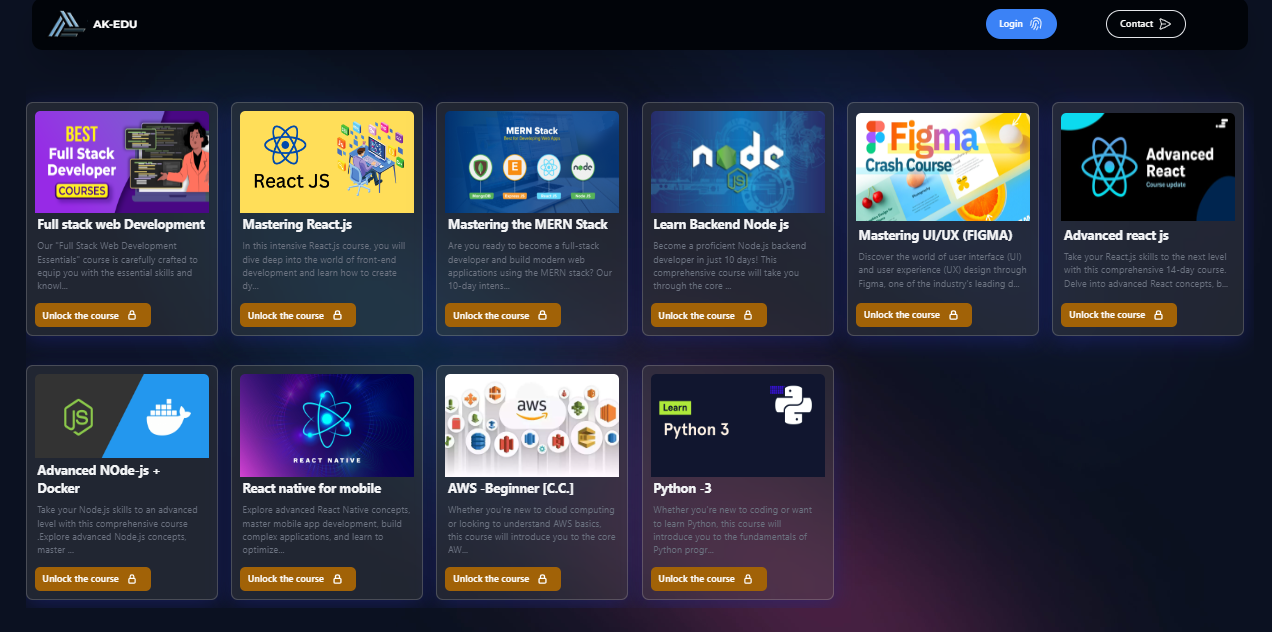 AK-EDU
Login
Contact
BEST
Full Stack
Developer
COURSES
Full stack web Development
Our "Full Stack Web Development
Essentials" course is carefully crafted to
equip you with the essential skills and
knowl...
Unlock the course
React JS
Mastering React.js
In this intensive React.js course, you will
dive deep into the world of front-end
development and learn how to create
dy...
Unlock the course
MERN Stack
Best for Developing Web Apps
node
MongoDB
Express JS
React JS
Node JS
Mastering the MERN Stack
Are you ready to become a full-stack
developer and build modern web
applications using the MERN stack? Our
10-day intens...
Unlock the course
node
JS
Learn Backend Node js
Become a proficient Node.js backend
developer in just 10 days! This
comprehensive course will take you
through the core ...
Unlock the course
Figma
Crash Course
Mastering UI/UX (FIGMA)
Discover the world of user interface (UI)
and user experience (UX) design through
Figma, one of the industry's leading d...
Unlock the course
Advanced
React
Course update
Advanced react js
Take your React.js skills to the next level
with this comprehensive 14-day course.
Delve into advanced React concepts, b...
Unlock the course
JS
Advanced NOde-js +
Docker
Take your Node.js skills to an advanced
level with this comprehensive course
.Explore advanced Node.js concepts,
master ...
Unlock the course
REACT NATIVE
React native for mobile
Explore advanced React Native concepts,
master mobile app development, build
complex applications, and learn to
optimize...
Unlock the course
aws
AWS -Beginner [C.C.]
Whether you're new to cloud computing
or looking to understand AWS basics,
this course will introduce you to the core
AW...
Unlock the course
Learn
Python 3
Python -3
Whether you're new to coding or want
to learn Python, this course will
introduce you to the fundamentals of
Python progr...
Unlock the course